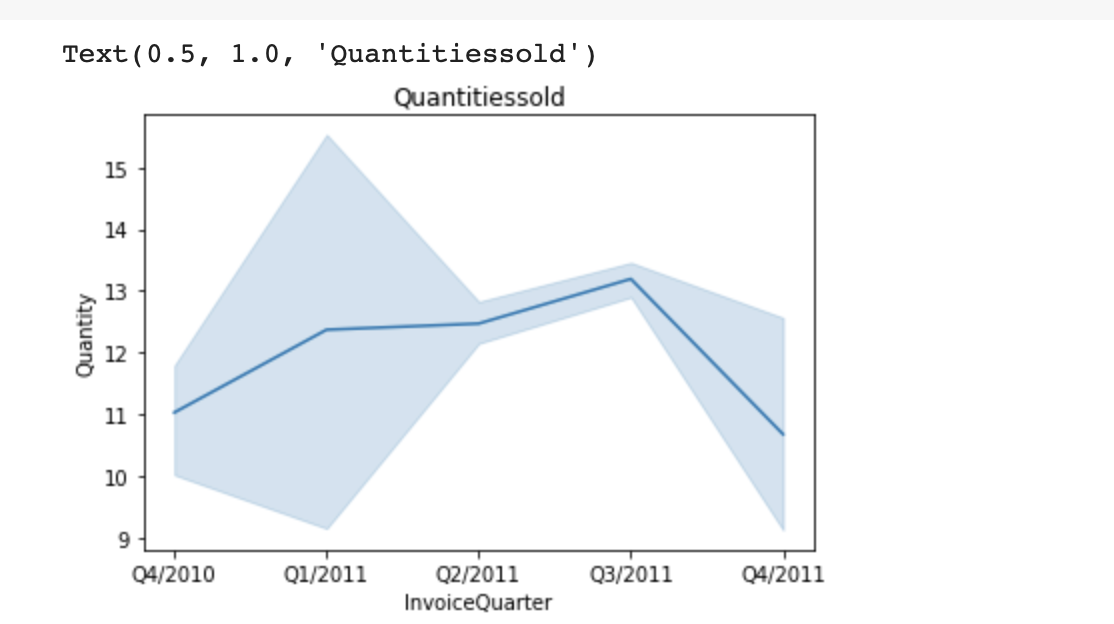 Text(0.5, 1.0, 'Quantitiessold')
Quantitiessold
15
14
13
12
11
10
9
Quantity
Q4/2010 Q1/2011 Q2/2011 Q3/2011 Q4/2011
InvoiceQuarter